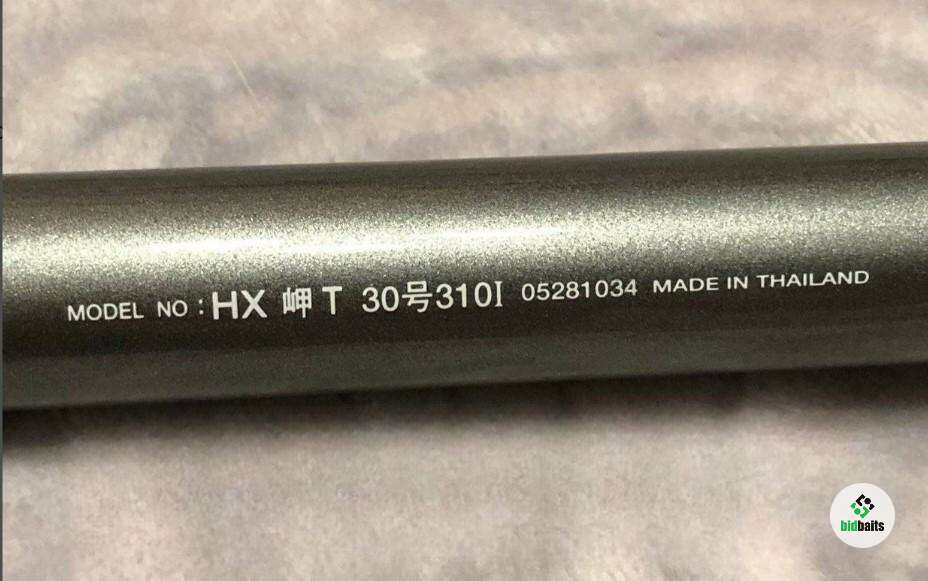 MODEL NO : HX 岬 T 30号310I 05281034 MADE IN THAILAND
bidbaits